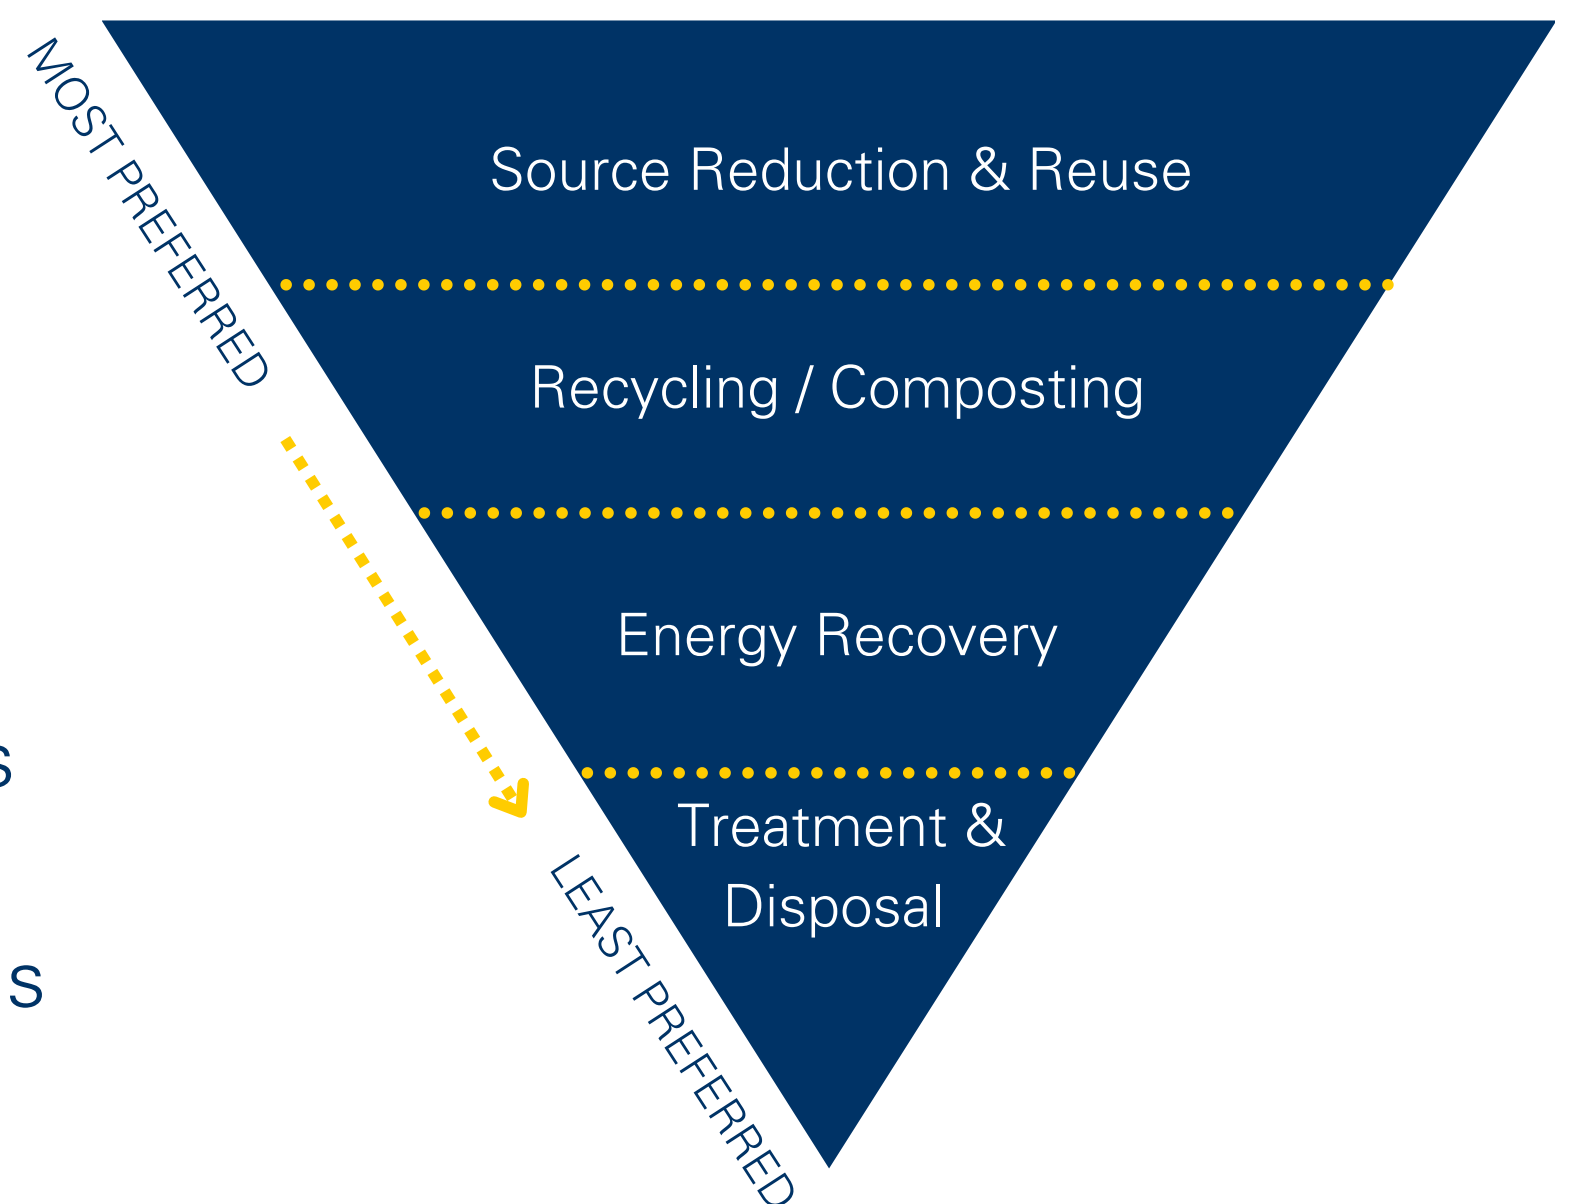 MOST PREFERRED
Source Reduction & Reuse
Recycling / Composting
Energy Recovery
Treatment &
Disposal
LEAST PREFERRED
s
s